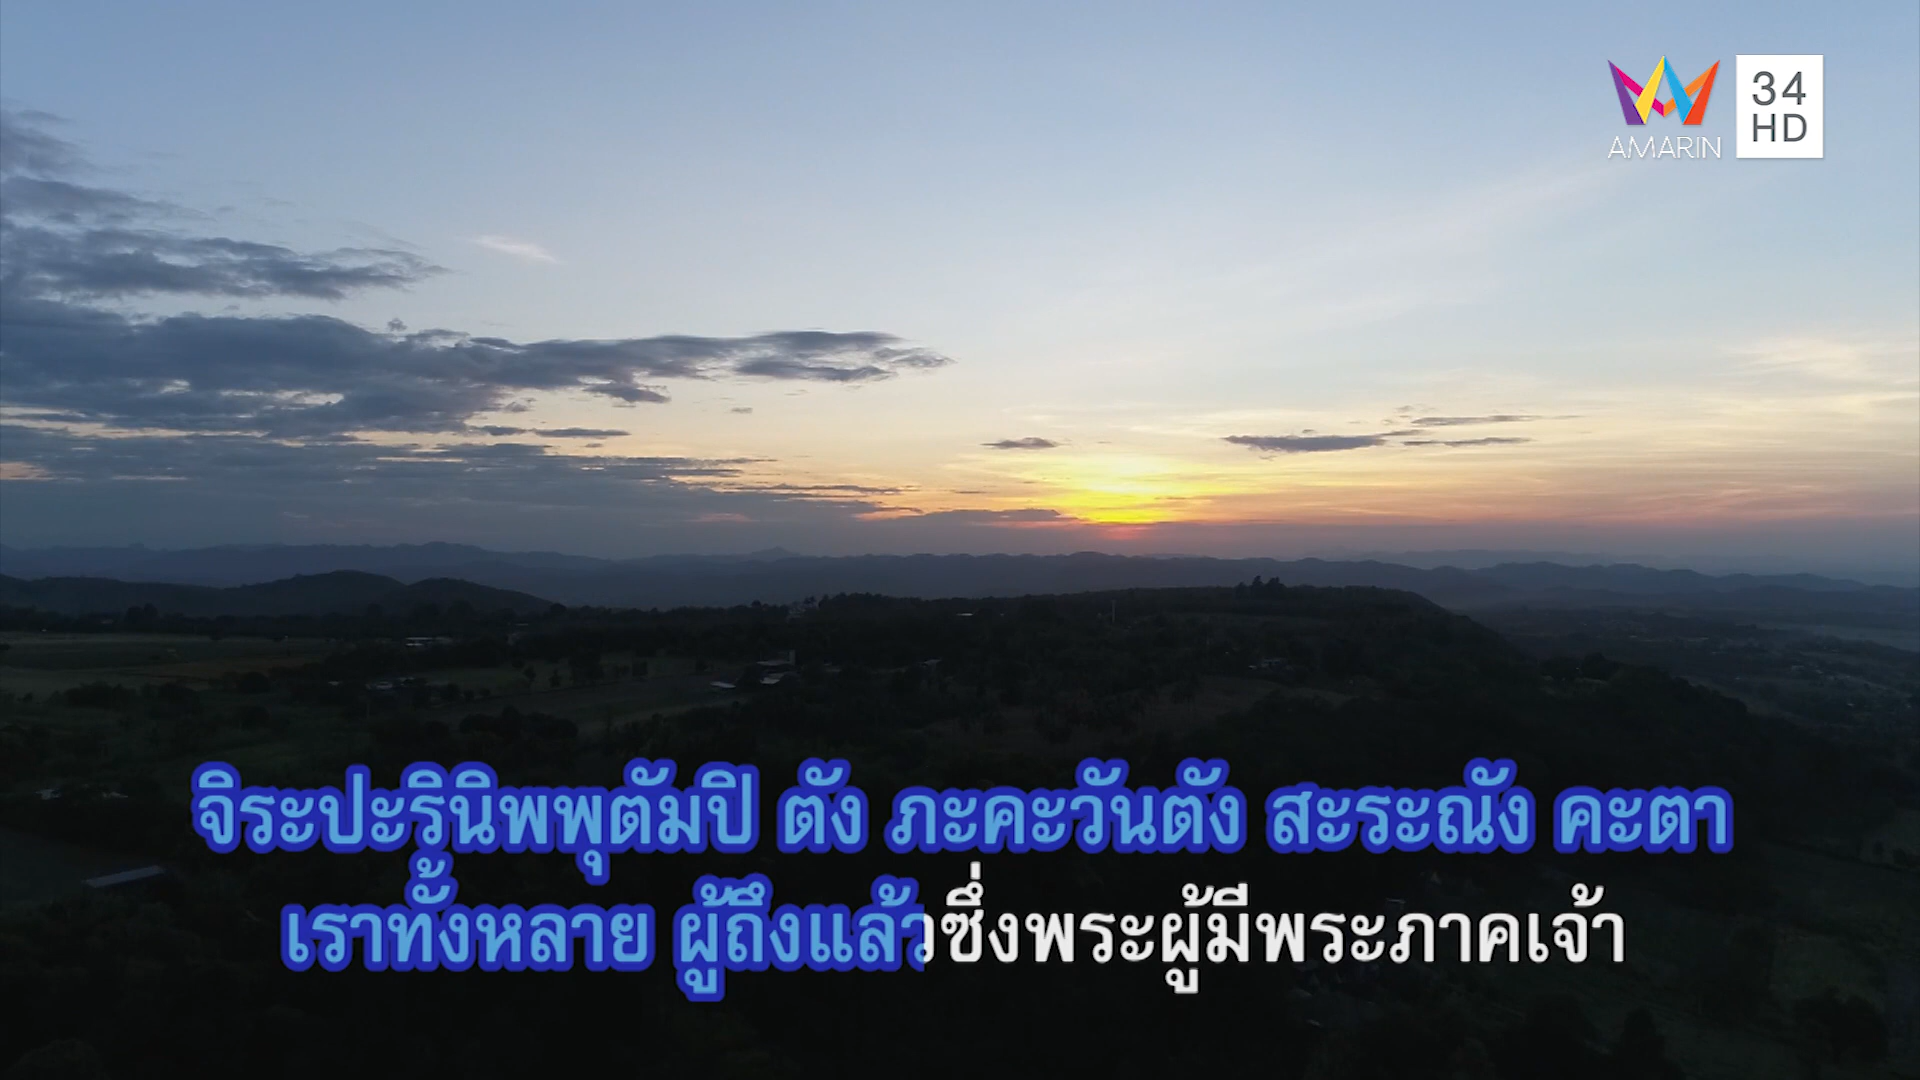 AMARIN
34
HD
จิระปะรินิพพุตัมปิ ตัง ภะคะวันตัง สะระณัง คะตา
เราทั้งหลาย ผู้ถึงแล้วซึ่งพระผู้มีพระภาคเจ้า